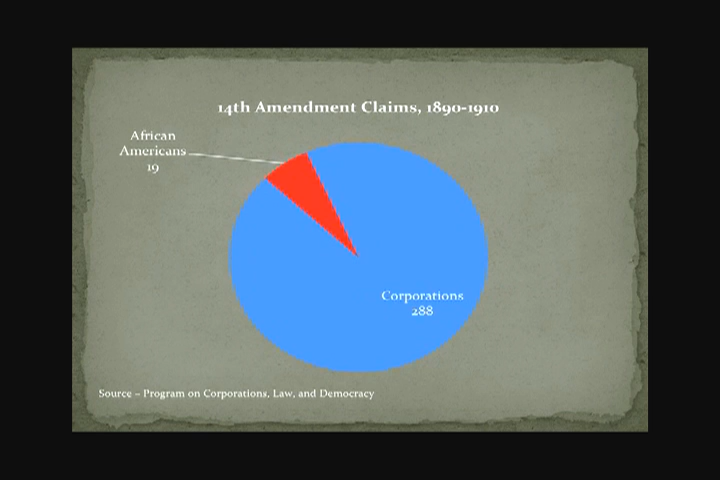 14th Amendment Claims, 1890-1910
African
Americans
19
Corporations
288
Source – Program on Corporations, Law, and Democracy